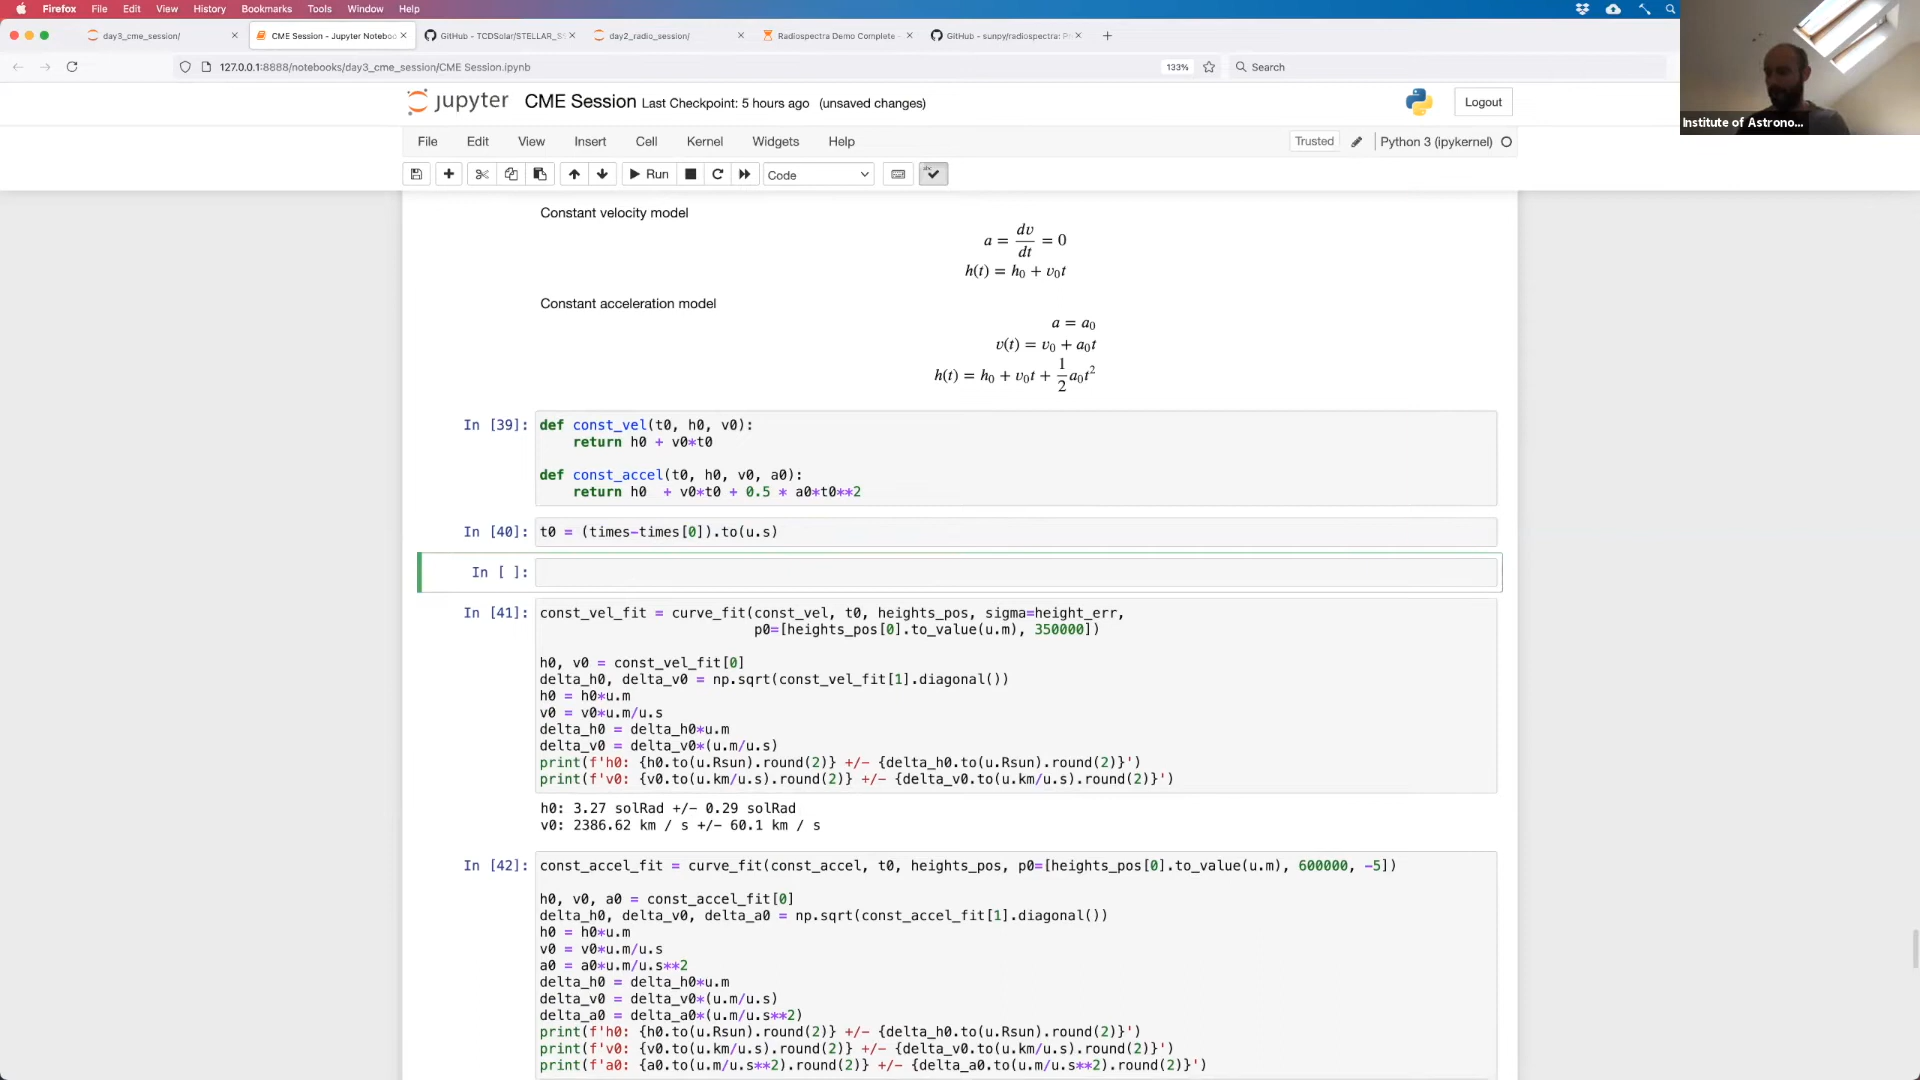 Firefox File Edit View History Bookmarks Tools Window Help
day3_cme_session/ CME Session - Jupyter Noteboo GitHub - TCDSolar/STELLAR_S day2_radio_session/ Radiospectra Demo Complete - GitHub - sunpy/radiospectra: P
127.0.0.1:8888/notebooks/day3_cme_session/CME Session.ipynb 133% Search
Institute of Astrono...
jupyter CME Session Last Checkpoint: 5 hours ago (unsaved changes) Logout
File Edit View Insert Cell Kernel Widgets Help Trusted Python 3 (ipykernel)
Run Code
Constant velocity model
a = dv/dt = 0
h(t) = h₀ + v₀t
Constant acceleration model
a = a₀
v(t) = v₀ + a₀t
h(t) = h₀ + v₀t + 1/2 a₀t²
In [39]: def const_vel(t0, h0, v0):
return h0 + v0*t0
def const_accel(t0, h0, v0, a0):
return h0  + v0*t0 + 0.5 * a0*t0**2
In [40]: t0 = (times-times[0]).to(u.s)
In [ ]:
In [41]: const_vel_fit = curve_fit(const_vel, t0, heights_pos, sigma=height_err,
p0=[heights_pos[0].to_value(u.m), 350000])
h0, v0 = const_vel_fit[0]
delta_h0, delta_v0 = np.sqrt(const_vel_fit[1].diagonal())
h0 = h0*u.m
v0 = v0*u.m/u.s
delta_h0 = delta_h0*u.m
delta_v0 = delta_v0*(u.m/u.s)
print(f'h0: {h0.to(u.Rsun).round(2)} +/- {delta_h0.to(u.Rsun).round(2)}')
print(f'v0: {v0.to(u.km/u.s).round(2)} +/- {delta_v0.to(u.km/u.s).round(2)}')
h0: 3.27 solRad +/- 0.29 solRad
v0: 2386.62 km / s +/- 60.1 km / s
In [42]: const_accel_fit = curve_fit(const_accel, t0, heights_pos, p0=[heights_pos[0].to_value(u.m), 600000, -5])
h0, v0, a0 = const_accel_fit[0]
delta_h0, delta_v0, delta_a0 = np.sqrt(const_accel_fit[1].diagonal())
h0 = h0*u.m
v0 = v0*u.m/u.s
a0 = a0*u.m/u.s**2
delta_h0 = delta_h0*u.m
delta_v0 = delta_v0*(u.m/u.s)
delta_a0 = delta_a0*(u.m/u.s**2)
print(f'h0: {h0.to(u.Rsun).round(2)} +/- {delta_h0.to(u.Rsun).round(2)}')
print(f'v0: {v0.to(u.km/u.s).round(2)} +/- {delta_v0.to(u.km/u.s).round(2)}')
print(f'a0: {a0.to(u.m/u.s**2).round(2)} +/- {delta_a0.to(u.m/u.s**2).round(2)}')